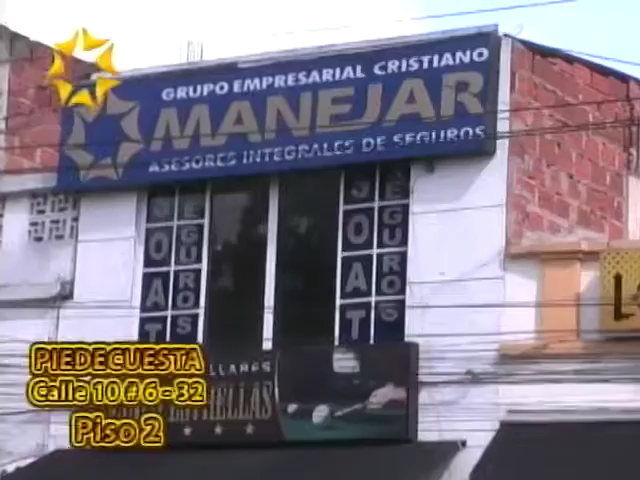 GRUPO EMPRESARIAL CRISTIANO
MANEJAR
ASESORES INTEGRALES DE SEGUROS
SOAT
SEGUROS
SOAT
SEGUROS
PIEDECUESTA
Calle 10 # 6 - 32
Piso 2